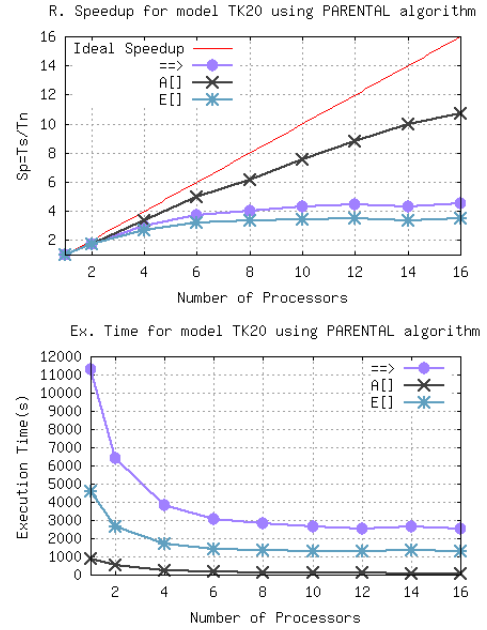 R. Speedup for model TK20 using PARENTAL algorithm
16
14
12
10
8
6
4
2
Sp=Ts/Tn
Ideal Speedup
==>
A[]
E[]
2 4 6 8 10 12 14 16
Number of Processors
Ex. Time for model TK20 using PARENTAL algorithm
12000
11000
10000
9000
8000
7000
6000
5000
4000
3000
2000
1000
0
Execution Time(s)
==>
A[]
E[]
2 4 6 8 10 12 14 16
Number of Processors